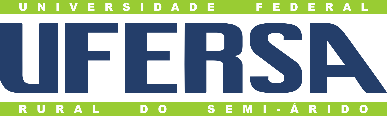 UNIVERSIDADE FEDERAL
UFERSA
RURAL DO SEMI-ÁRIDO